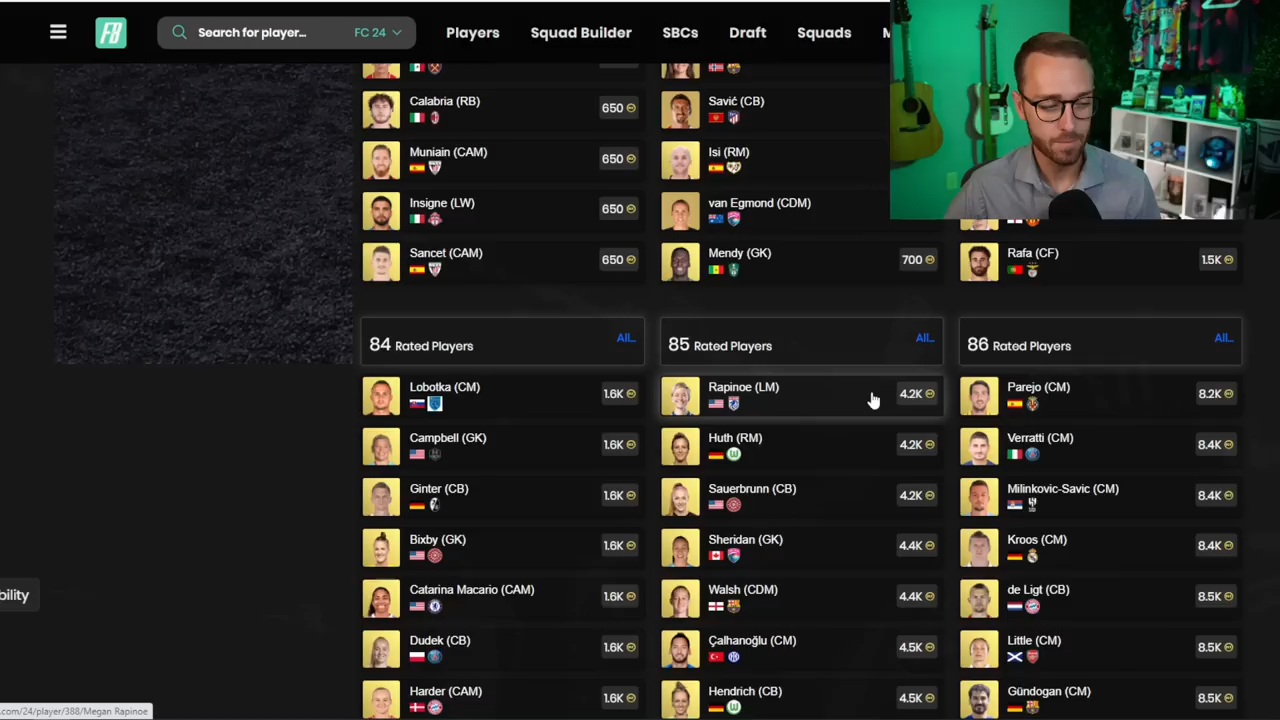 FB
Search for player...
FC 24
Players
Squad Builder
SBCs
Draft
Squads
M
Calabria (RB)
650
Savić (CB)
Muniain (CAM)
650
Isi (RM)
Insigne (LW)
650
van Egmond (CDM)
Sancet (CAM)
650
Mendy (GK)
700
Rafa (CF)
1.5K
84 Rated Players
All...
85 Rated Players
All...
86 Rated Players
All...
Lobotka (CM)
1.6K
Rapinoe (LM)
4.2K
Parejo (CM)
8.2K
Campbell (GK)
1.6K
Huth (RM)
4.2K
Verratti (CM)
8.4K
Ginter (CB)
1.6K
Sauerbrunn (CB)
4.2K
Milinkovic-Savic (CM)
8.4K
Bixby (GK)
1.6K
Sheridan (GK)
4.4K
Kroos (CM)
8.4K
bility
Catarina Macario (CAM)
1.6K
Walsh (CDM)
4.4K
de Ligt (CB)
8.5K
Dudek (CB)
1.6K
Çalhanoğlu (CM)
4.5K
Little (CM)
8.5K
Harder (CAM)
1.6K
Hendrich (CB)
4.5K
Gündogan (CM)
8.5K
.com/24/player/388/Megan Rapinoe